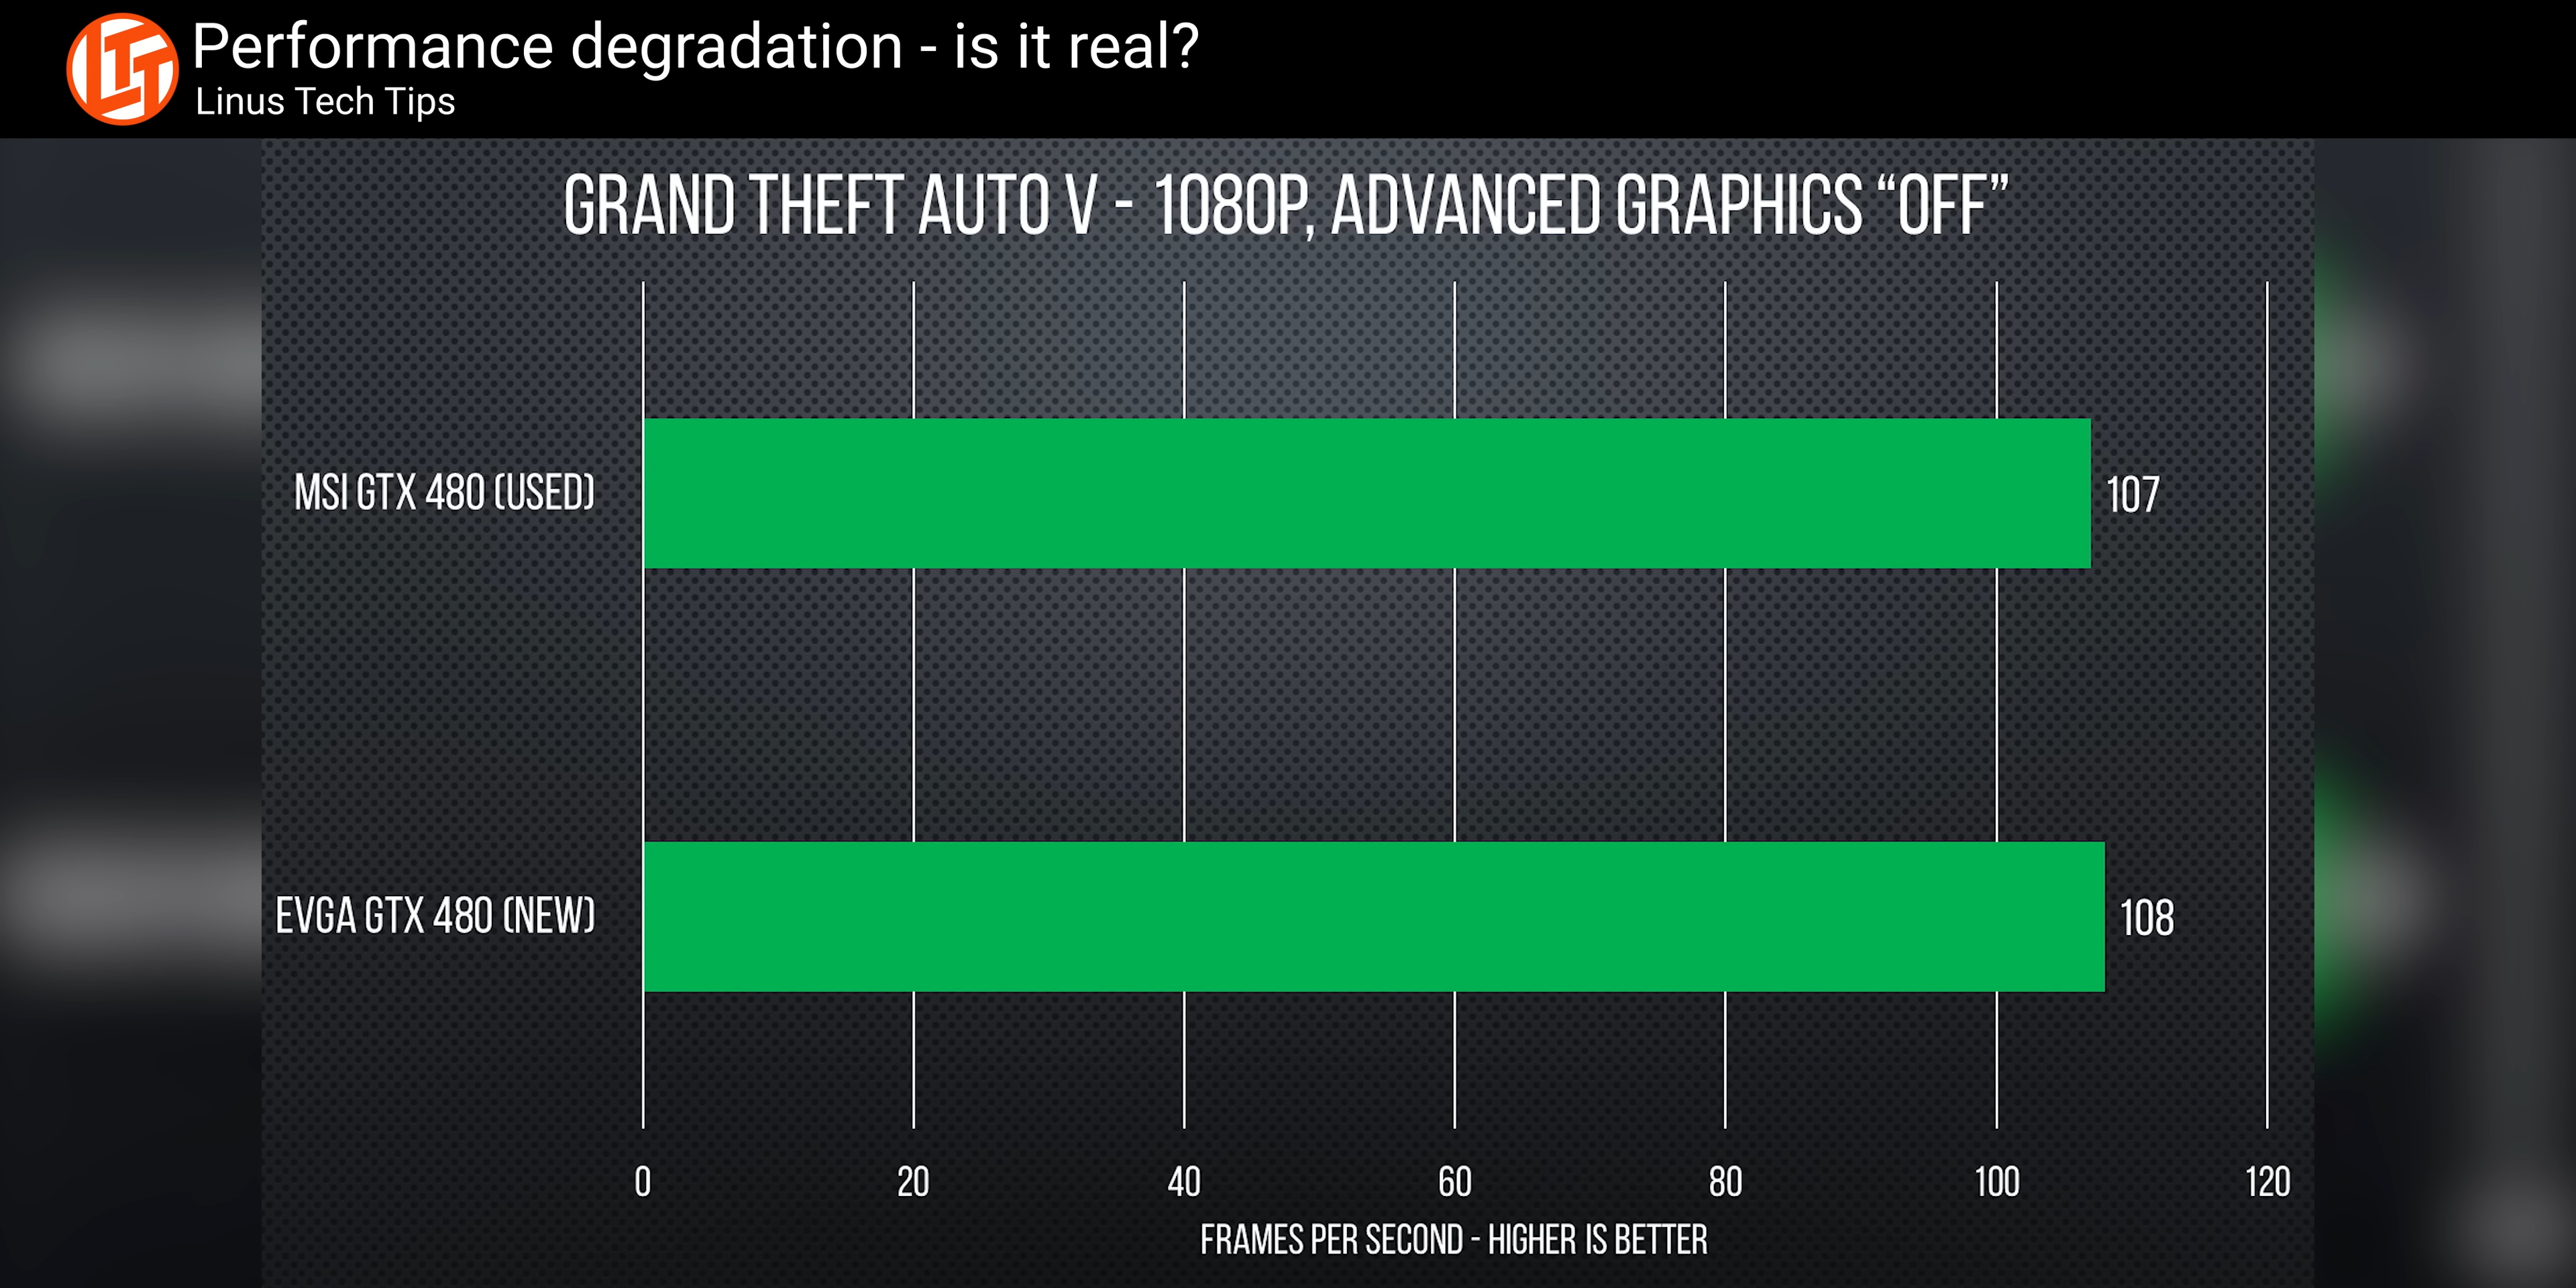 LTT
Performance degradation - is it real?
Linus Tech Tips
GRAND THEFT AUTO V - 1080P, ADVANCED GRAPHICS “OFF”
MSI GTX 480 (USED)
107
EVGA GTX 480 (NEW)
108
0 20 40 60 80 100 120
FRAMES PER SECOND - HIGHER IS BETTER